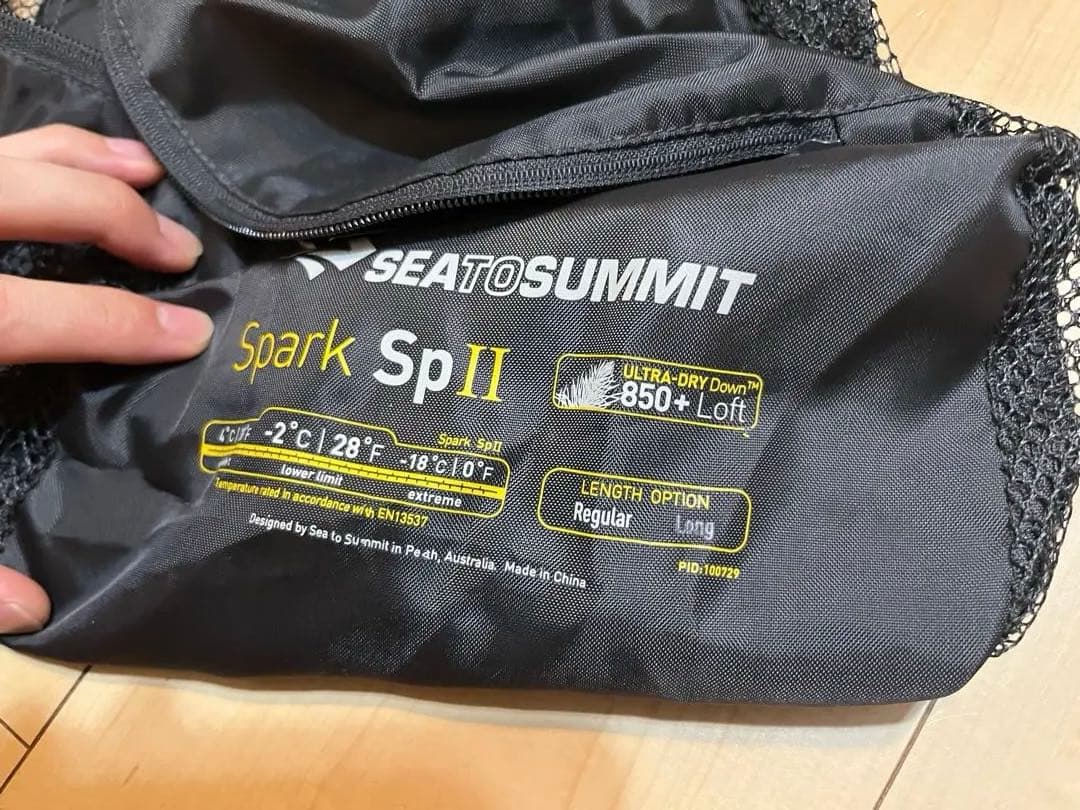 SEATOSUMMIT
Spark SpII
ULTRA-DRY Down™
850+ Loft
Spark SpII
4°C | -2°C | 28°F -18°C | 0°F
lower limit extreme
Temperature rated in accordance with EN13537
LENGTH OPTION
Regular Long
Designed by Sea to Summit in Perth, Australia. Made in China
PID:100729